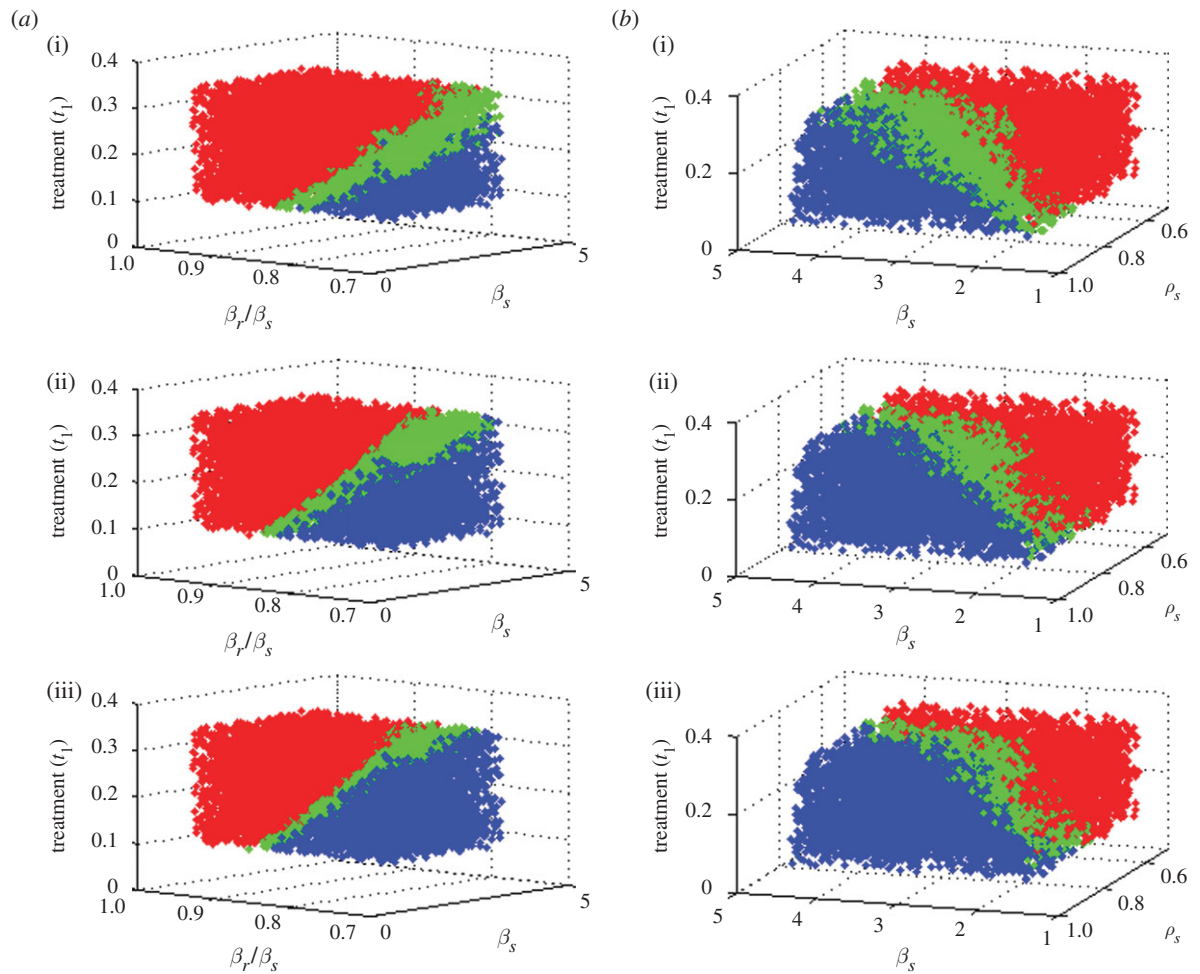 (a)
(i)
0.4
0.3
0.2
0.1
0
treatment (t1)
1.0
0.9
0.8
0.7
0
5
βr/βs
βs
(ii)
0.4
0.3
0.2
0.1
0
treatment (t1)
1.0
0.9
0.8
0.7
0
5
βr/βs
βs
(iii)
0.4
0.3
0.2
0.1
0
treatment (t1)
1.0
0.9
0.8
0.7
0
5
βr/βs
βs
(b)
(i)
0.4
0.2
0
treatment (t1)
5
4
3
2
1
1.0
0.8
0.6
βs
ρs
(ii)
0.4
0.2
0
treatment (t1)
5
4
3
2
1
1.0
0.8
0.6
βs
ρs
(iii)
0.4
0.2
0
treatment (t1)
5
4
3
2
1
1.0
0.8
0.6
βs
ρs